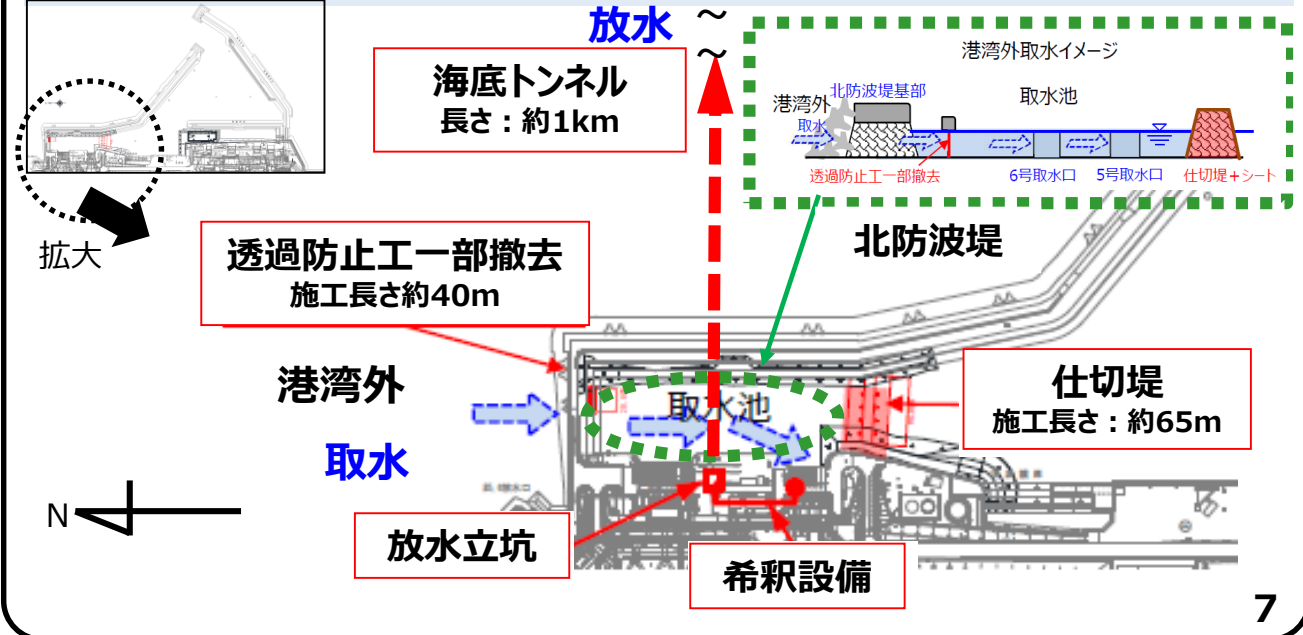 放水 ~
~
海底トンネル
長さ：約1km
港湾外取水イメージ
港湾外
取水
北防波堤基部
取水池
透過防止工一部撤去
6号取水口
5号取水口
仕切堤+シート
拡大
透過防止工一部撤去
施工長さ約40m
北防波堤
港湾外
取水
取水池
仕切堤
施工長さ：約65m
N
放水立坑
希釈設備
7